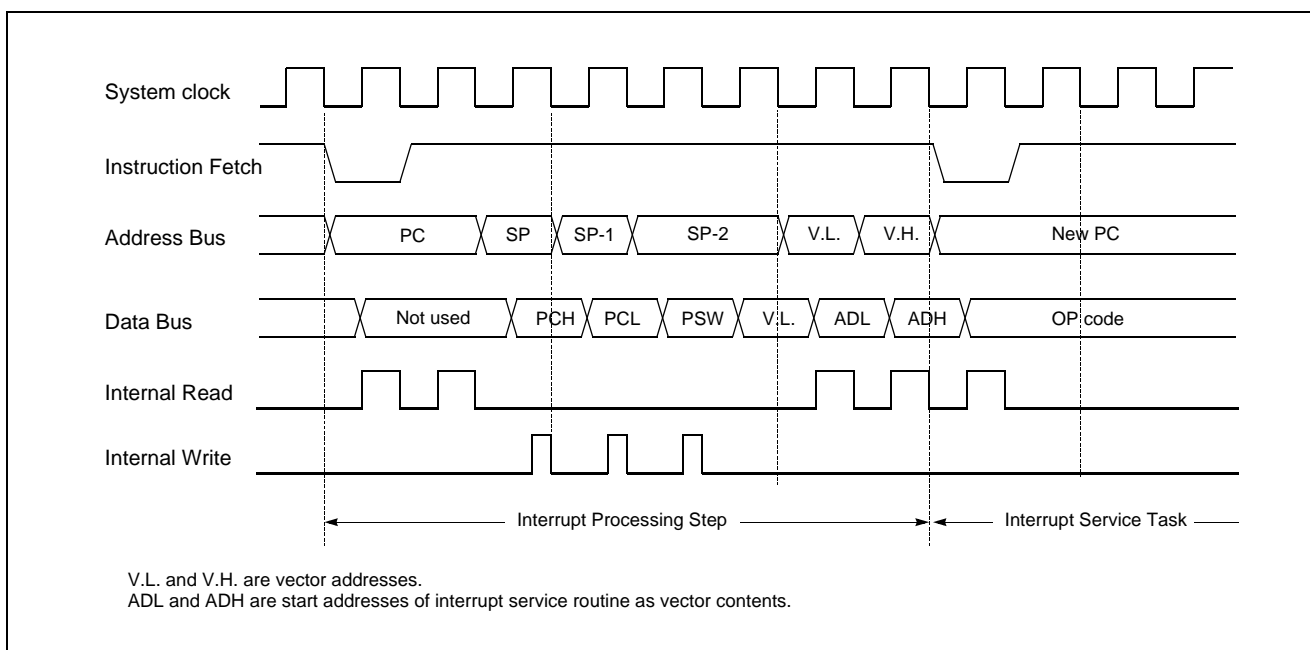 System clock
Instruction Fetch
Address Bus
PC
SP
SP-1
SP-2
V.L.
V.H.
New PC
Data Bus
Not used
PCH
PCL
PSW
V.L.
ADL
ADH
OP code
Internal Read
Internal Write
Interrupt Processing Step
Interrupt Service Task
V.L. and V.H. are vector addresses.
ADL and ADH are start addresses of interrupt service routine as vector contents.